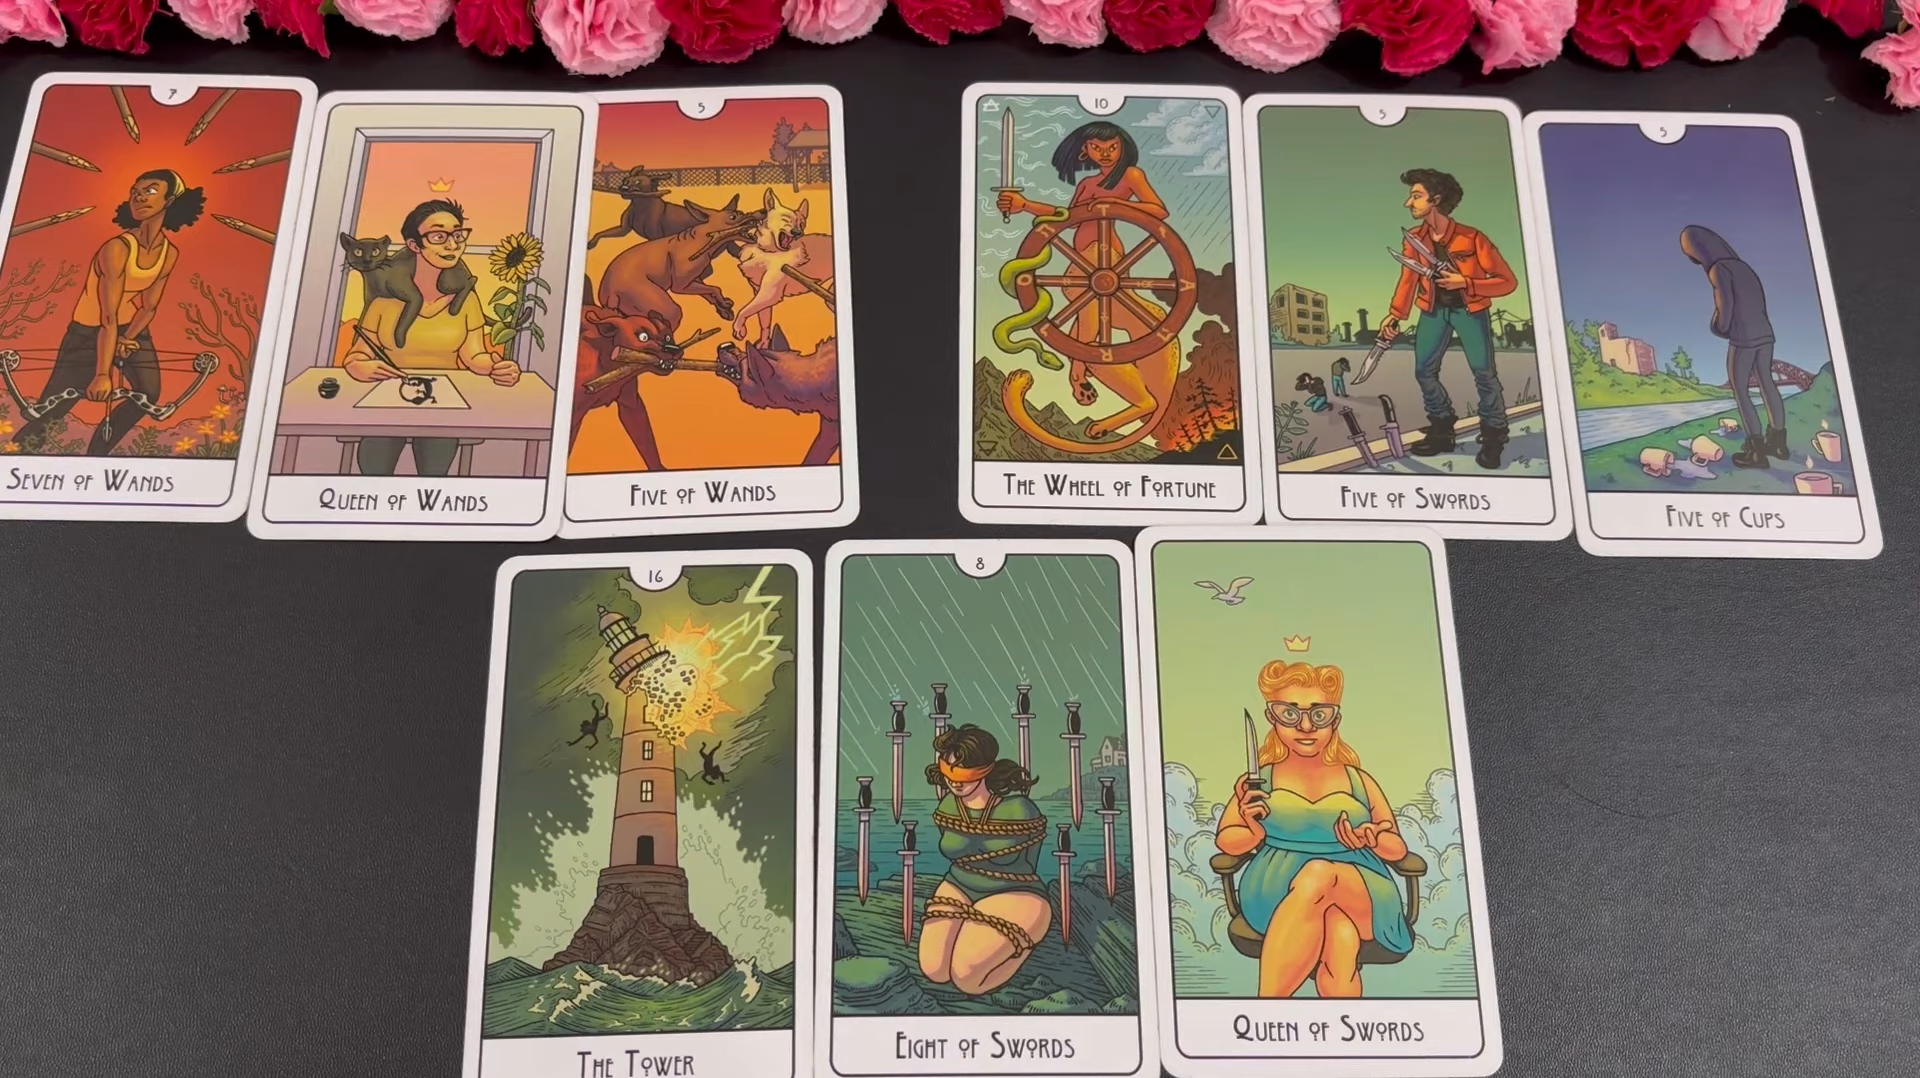 7
Seven of Wands
Queen of Wands
5
Five of Wands
10
The Wheel of Fortune
5
Five of Swords
5
Five of Cups
16
The Tower
8
Eight of Swords
Queen of Swords